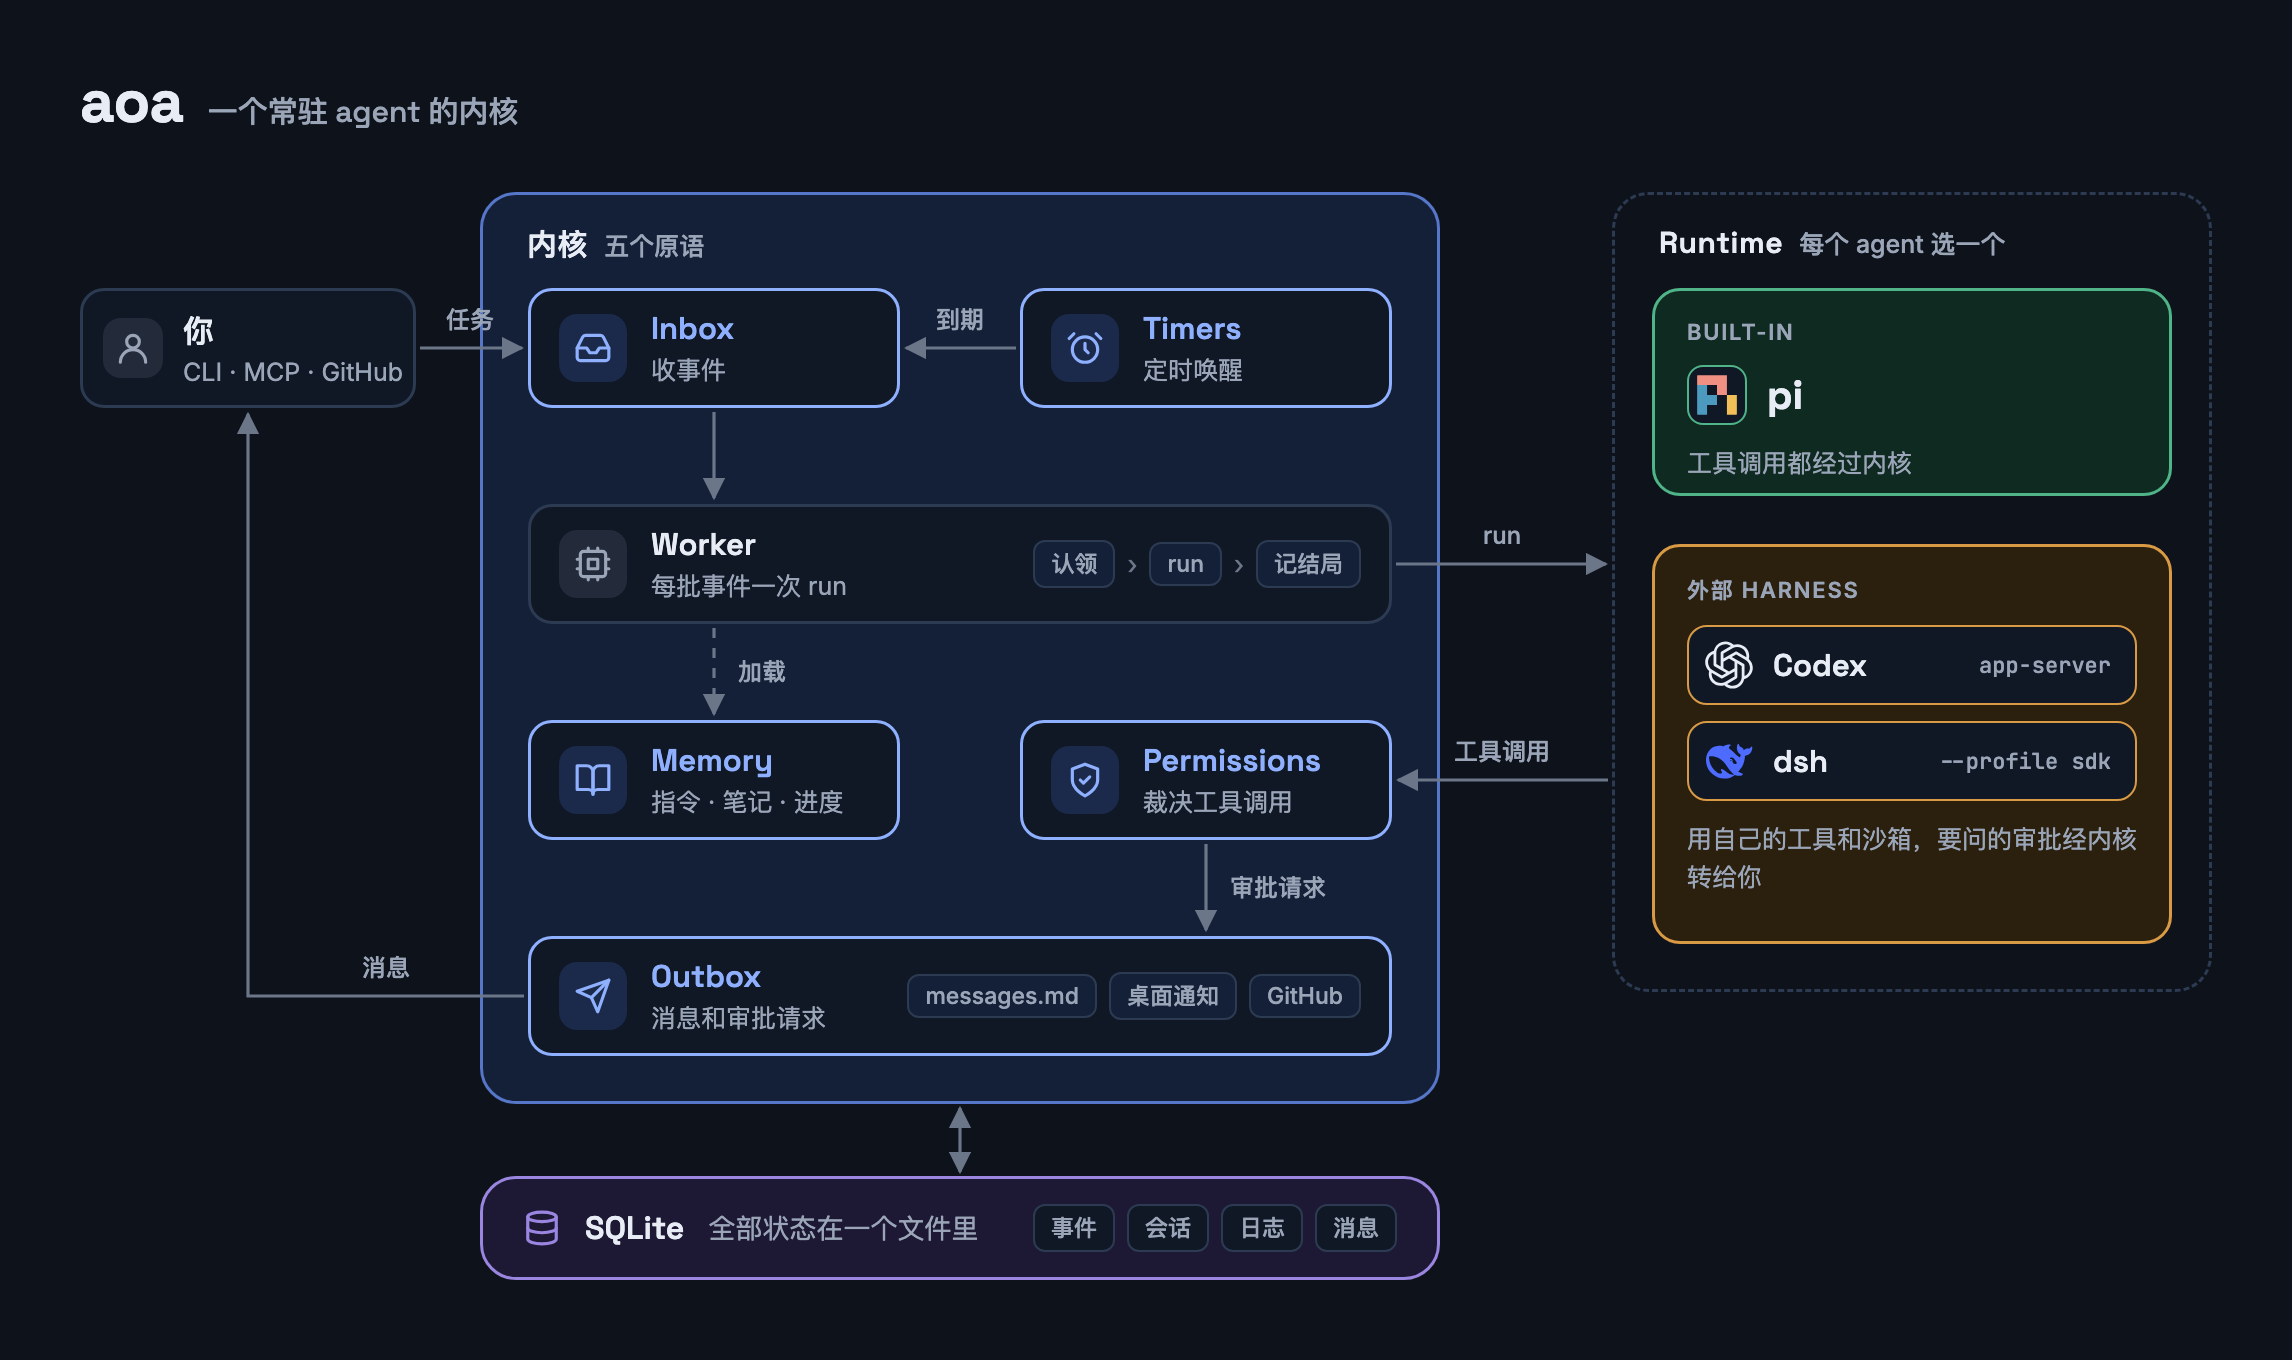 aoa 一个常驻 agent 的内核
内核 五个原语
Runtime 每个 agent 选一个
你
CLI · MCP · GitHub
任务
Inbox
收事件
到期
Timers
定时唤醒
BUILT-IN
pi
工具调用都经过内核
Worker
每批事件一次 run
认领 › run › 记结局
run
外部 HARNESS
Codex app-server
dsh --profile sdk
用自己的工具和沙箱，要问的审批经内核
转给你
加载
Memory
指令 · 笔记 · 进度
Permissions
裁决工具调用
工具调用
审批请求
消息
Outbox
消息和审批请求
messages.md 桌面通知 GitHub
SQLite 全部状态在一个文件里 事件 会话 日志 消息